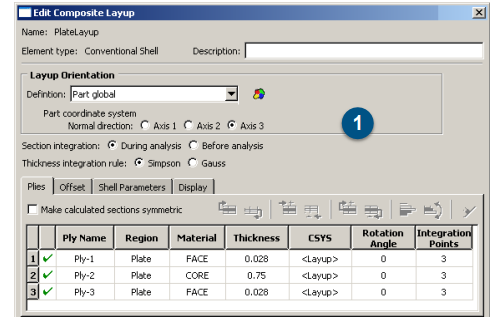 Edit Composite Layup
Name: PlateLayup
Element type: Conventional Shell Description:
Layup Orientation
Definition: Part global
Part coordinate system
Normal direction: Axis 1 Axis 2 Axis 3
1
Section integration: During analysis Before analysis
Thickness integration rule: Simpson Gauss
Plies Offset Shell Parameters Display
Make calculated sections symmetric
Ply Name Region Material Thickness CSYS Rotation Angle Integration Points
1 Ply-1 Plate FACE 0.028 <Layup> 0 3
2 Ply-2 Plate CORE 0.75 <Layup> 0 3
3 Ply-3 Plate FACE 0.028 <Layup> 0 3